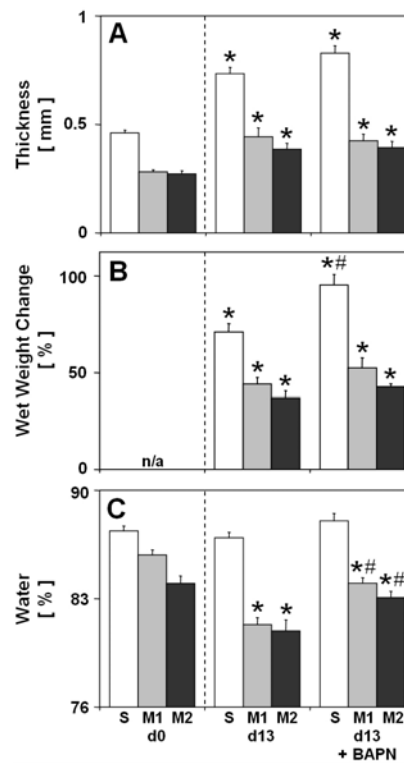 A
Thickness
[ mm ]
1
0.5
0
* * *
* * *
B
Wet Weight Change
[ % ]
100
50
0
n/a
* * *
*# * *
C
Water
[ % ]
90
83
76
* *
*# *#
S M1 M2 S M1 M2 S M1 M2
d0 d13 d13
+ BAPN